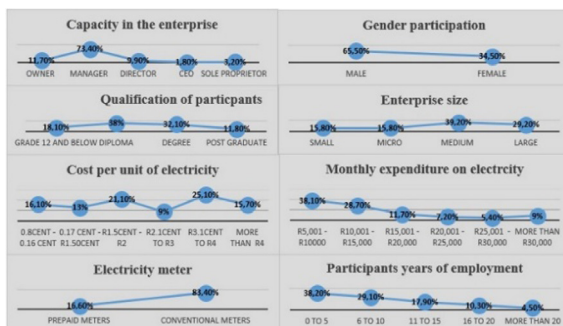 Capacity in the enterprise
11.70% 73.40% 9.90% 1.80% 3.20%
OWNER MANAGER DIRECTOR CEO SOLE PROPRIETOR
Gender participation
65,50% 34,50%
MALE FEMALE
Qualification of particpants
18,10% 38% 32,10% 11,80%
GRADE 12 AND BELOW DIPLOMA DEGREE POST GRADUATE
Enterprise size
15,80% 15,80% 39,20% 29,20%
SMALL MICRO MEDIUM LARGE
Cost per unit of electricity
16,10% 13% 21,10% 9% 25,10% 15,70%
0.8CENT - 0.17 CENT - R1.5CENT - R2.1CENT R3.1CENT MORE
0.16 CENT R1.50CENT R2 TO R3 TO R4 THAN R4
Monthly expenditure on electrcity
38,10% 28,70% 11,70% 7,20% 5,40% 9%
R5,001 - R10,001 - R15,001 - R20,001 - R25,001 - MORE THAN
R10000 R15,000 R20,000 R25,000 R30,000 R30,000
Electricity meter
16,60% 83,40%
PREPAID METERS CONVENTIONAL METERS
Participants years of employment
38,20% 29,10% 17,90% 10,30% 4,50%
0 TO 5 6 TO 10 11 TO 15 16 TO 20 MORE THAN 20